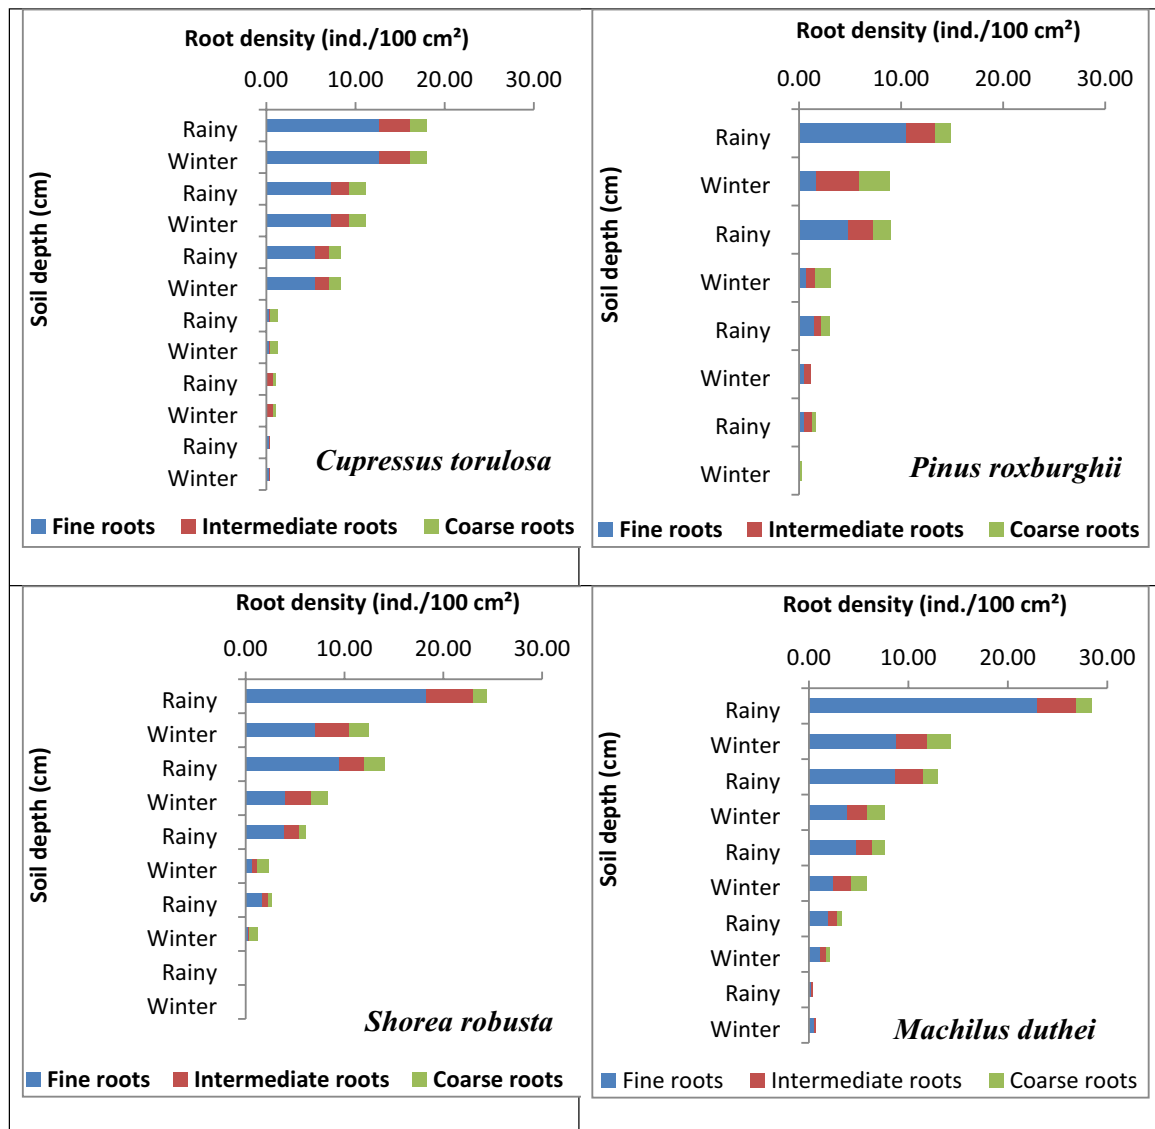 Root density (ind./100 cm²)
0.00 10.00 20.00 30.00
Soil depth (cm)
Rainy
Winter
Rainy
Winter
Rainy
Winter
Rainy
Winter
Rainy
Winter
Rainy
Winter
Cupressus torulosa
Fine roots Intermediate roots Coarse roots
Root density (ind./100 cm²)
0.00 10.00 20.00 30.00
Soil depth (cm)
Rainy
Winter
Rainy
Winter
Rainy
Winter
Rainy
Winter
Pinus roxburghii
Fine roots Intermediate roots Coarse roots
Root density (ind./100 cm²)
0.00 10.00 20.00 30.00
Soil depth (cm)
Rainy
Winter
Rainy
Winter
Rainy
Winter
Rainy
Winter
Rainy
Winter
Shorea robusta
Fine roots Intermediate roots Coarse roots
Root density (ind./100 cm²)
0.00 10.00 20.00 30.00
Soil depth (cm)
Rainy
Winter
Rainy
Winter
Rainy
Winter
Rainy
Winter
Rainy
Winter
Machilus duthei
Fine roots Intermediate roots Coarse roots